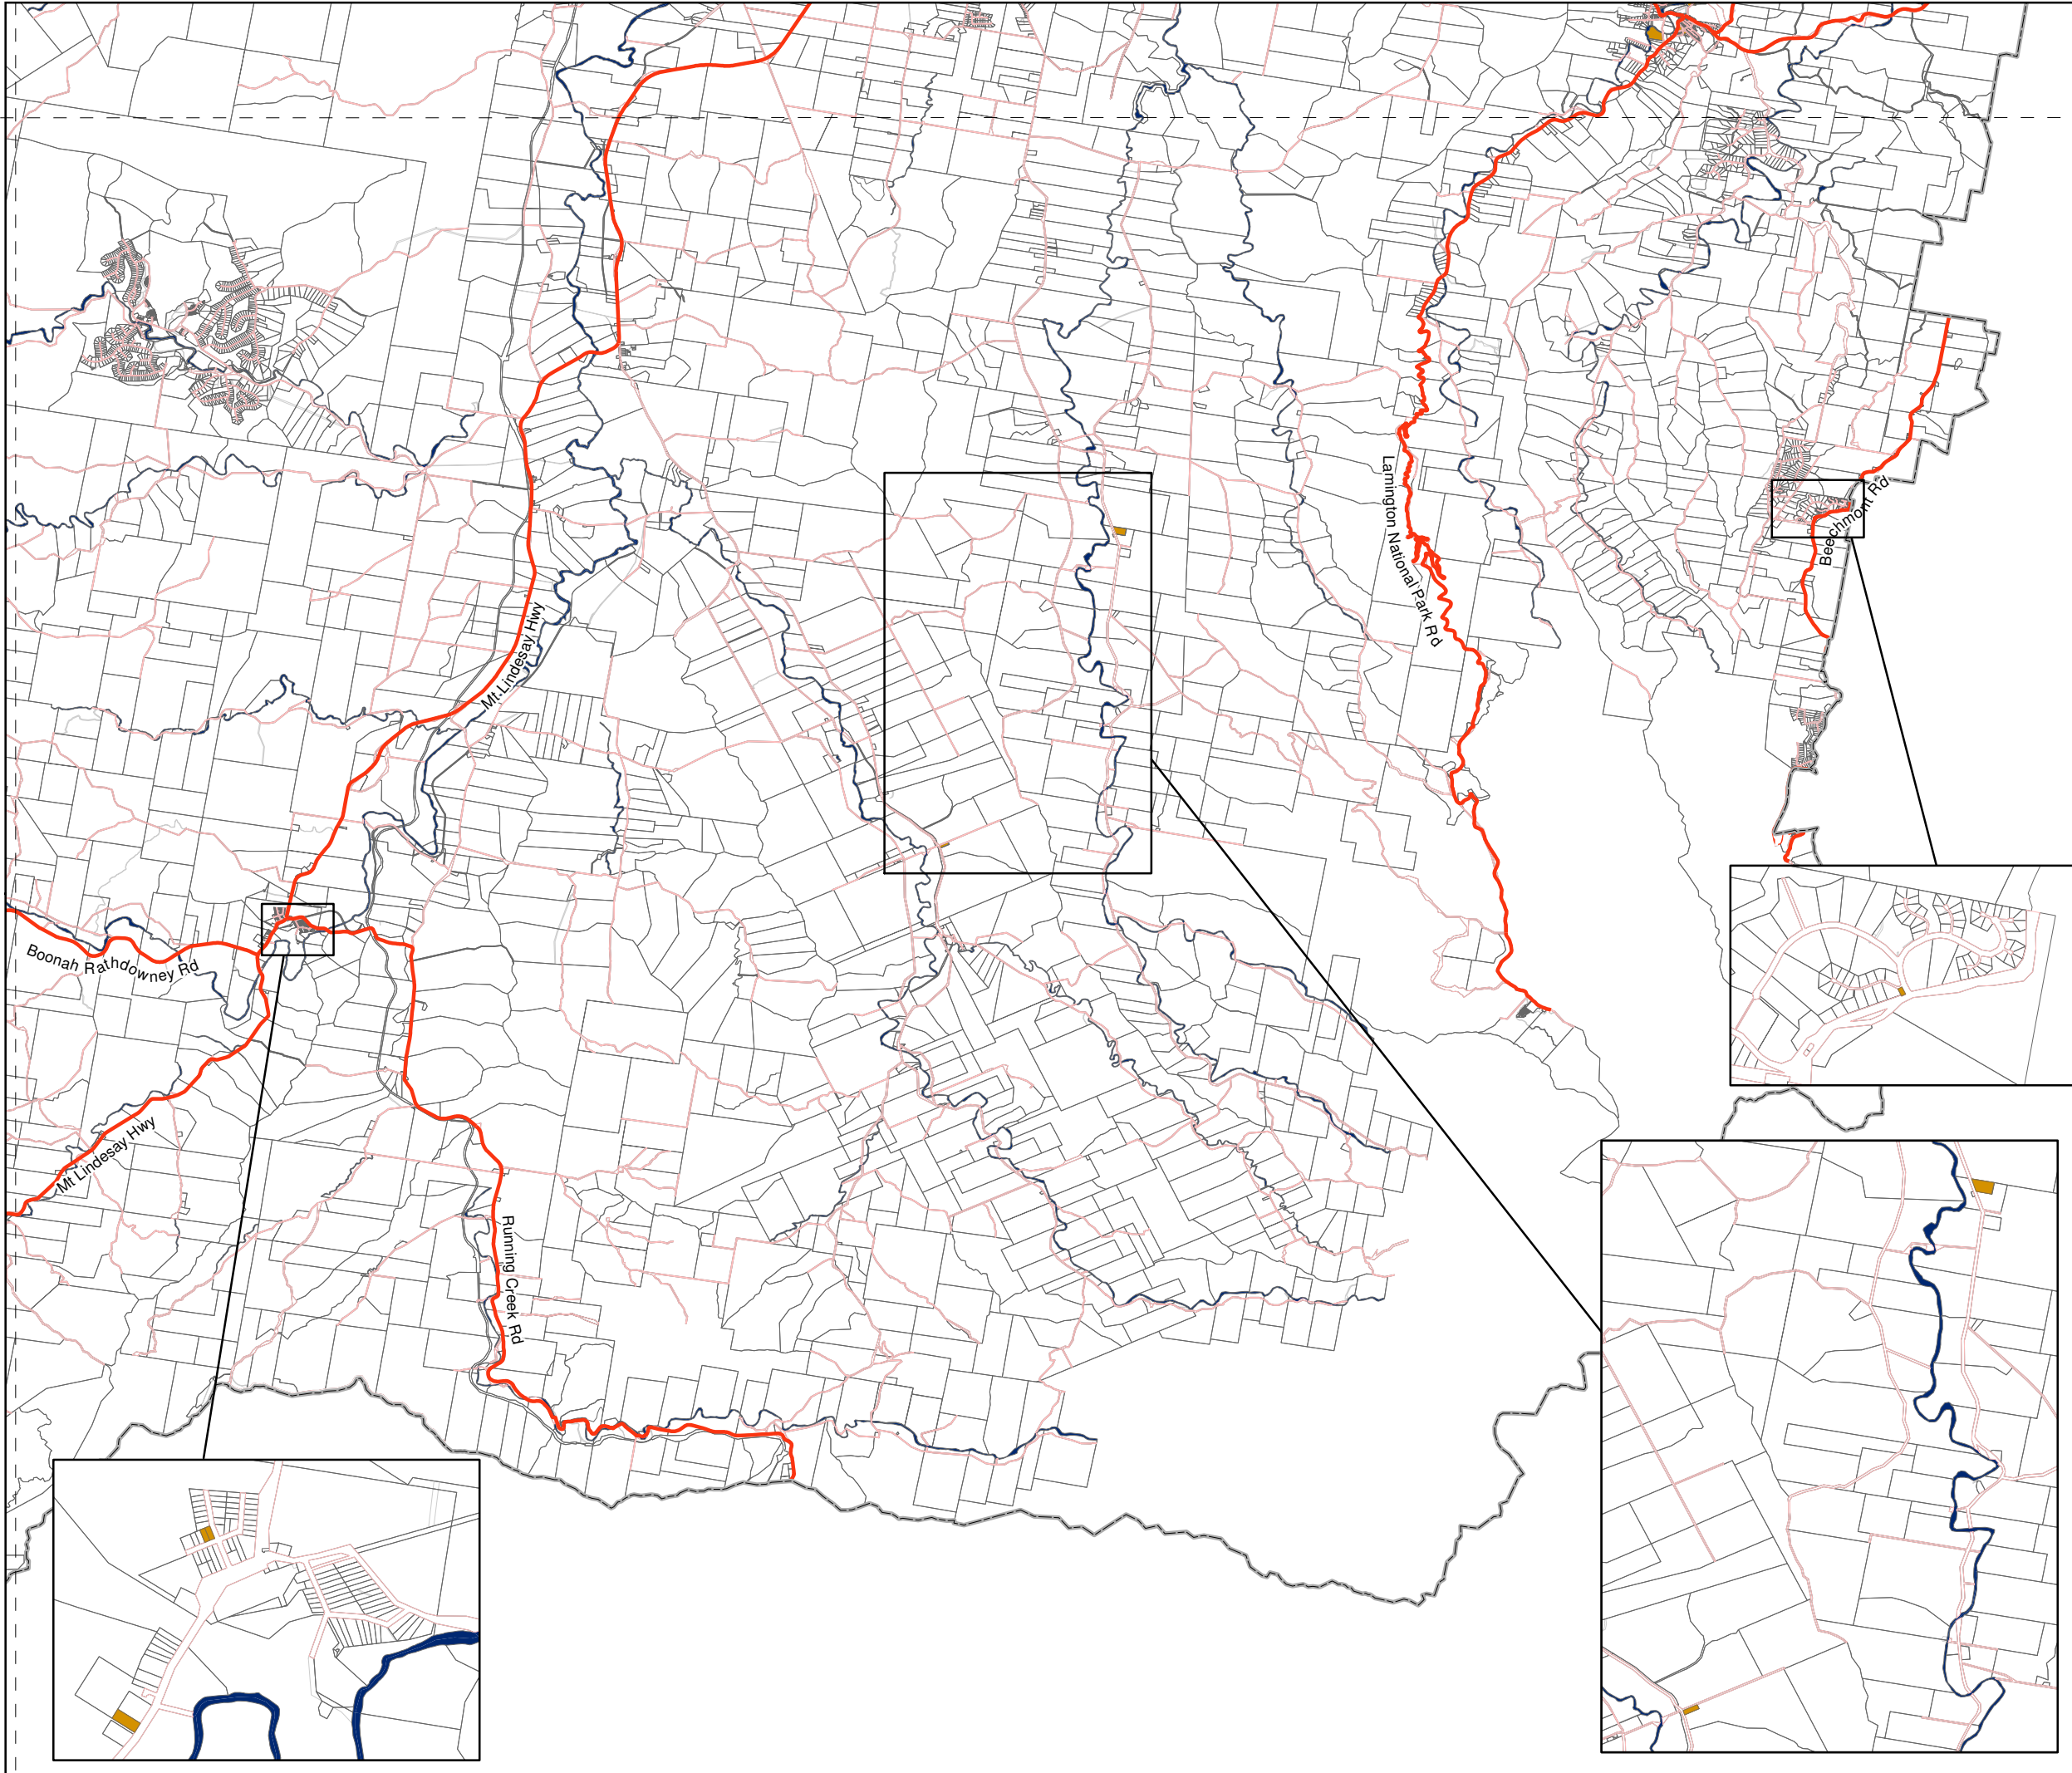 Lamington National Park Rd
Beechmont Rd
Mt Lindesay Hwy
Boonah Rathdowney Rd
Mt Lindesay Hwy
Running Creek Rd